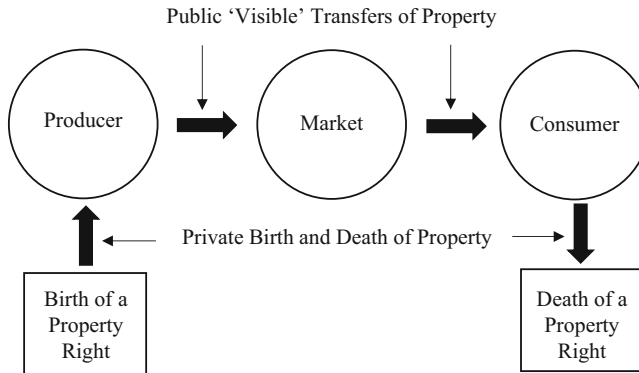 Public ‘Visible’ Transfers of Property
Producer
Market
Consumer
Private Birth and Death of Property
Birth of a
Property
Right
Death of a
Property
Right